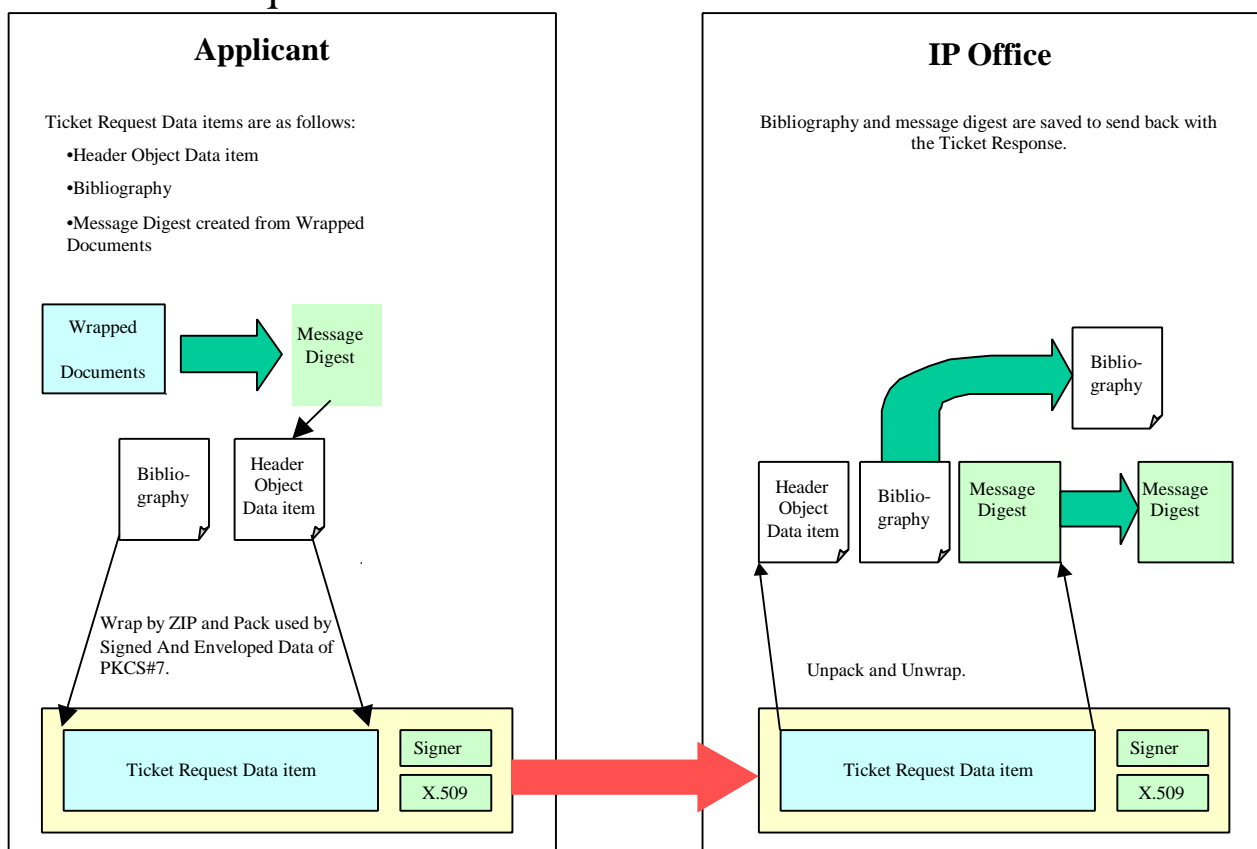 Applicant
Ticket Request Data items are as follows:
•Header Object Data item
•Bibliography
•Message Digest created from Wrapped
Documents
Wrapped
Documents
Message
Digest
Biblio-
graphy
Header
Object
Data item
Wrap by ZIP and Pack used by
Signed And Enveloped Data of
PKCS#7.
Ticket Request Data item
Signer
X.509
IP Office
Bibliography and message digest are saved to send back with
the Ticket Response.
Biblio-
graphy
Header
Object
Data item
Biblio-
graphy
Message
Digest
Message
Digest
Unpack and Unwrap.
Ticket Request Data item
Signer
X.509